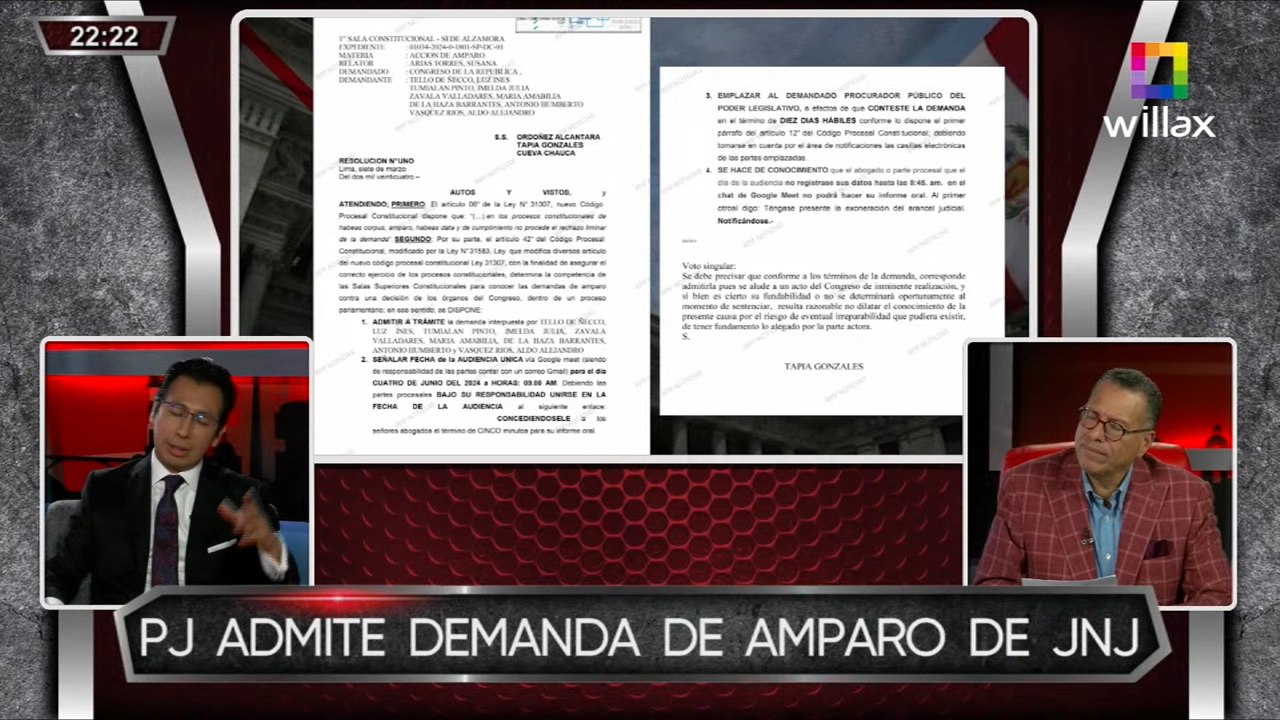 22:22
willax
1° SALA CONSTITUCIONAL - SEDE ALZAMORA
EXPEDIENTE : 01034-2024-0-1801-SP-DC-01
MATERIA : ACCION DE AMPARO
RELATOR : ARIAS TORRES, SUSANA
DEMANDADO : CONGRESO DE LA REPUBLICA ,
DEMANDANTE : TELLO DE ÑECCO, LUZ INES
TUMIALAN PINTO, IMELDA JULIA
ZAVALA VALLADARES, MARIA AMABILIA
DE LA HAZA BARRANTES, ANTONIO HUMBERTO
VASQUEZ RIOS, ALDO ALEJANDRO
S.S. ORDOÑEZ ALCANTARA
TAPIA GONZALES
CUEVA CHAUCA
RESOLUCION N°UNO
Lima, siete de marzo
Del dos mil veinticuatro.–
AUTOS Y VISTOS, y
ATENDIENDO; PRIMERO: El artículo 06° de la Ley N° 31307, nuevo Código
Procesal Constitucional dispone que: "(...) en los procesos constitucionales de
habeas corpus, amparo, habeas data y de cumplimiento no procede el rechazo liminar
de la demanda". SEGUNDO: Por su parte, el artículo 42° del Código Procesal
Constitucional, modificado por la Ley N°31583, Ley que modifica diversos artículo
del nuevo código procesal constitucional Ley 31307, con la finalidad de asegurar el
correcto ejercicio de los procesos constitucionales, determina la competencia de
las Salas Superiores Constitucionales para conocer las demandas de amparo
contra una decisión de los órganos del Congreso, dentro de un proceso
parlamentario; en ese sentido, se DISPONE:
1. ADMITIR A TRÁMITE la demanda interpuesta por TELLO DE ÑECCO,
LUZ INES, TUMIALAN PINTO, IMELDA JULIA, ZAVALA
VALLADARES, MARIA AMABILIA, DE LA HAZA BARRANTES,
ANTONIO HUMBERTO y VASQUEZ RIOS, ALDO ALEJANDRO
2. SEÑALAR FECHA de la AUDIENCIA UNICA vía Google meet (siendo
de responsabilidad de las partes contar con un correo Gmail) para el día
CUATRO DE JUNIO DEL 2024 a HORAS: 09:00 AM. Debiendo las
partes procesales BAJO SU RESPONSABILIDAD UNIRSE EN LA
FECHA DE LA AUDIENCIA al siguiente enlace:
CONCEDIENDOSELE a los
señores abogados el término de CINCO minutos para su informe oral.
3. EMPLAZAR AL DEMANDADO PROCURADOR PÚBLICO DEL
PODER LEGISLATIVO, a efectos de que CONTESTE LA DEMANDA
en el término de DIEZ DIAS HÁBILES conforme lo dispone el primer
párrafo del artículo 12° del Código Procesal Constitucional; debiendo
tomarse en cuenta por el área de notificaciones las casillas electrónicas
de las partes emplazadas.
4. SE HACE DE CONOCIMIENTO que el abogado o parte procesal que el
día de la audiencia no registrase sus datos hasta las 8:45. am. en el
chat de Google Meet no podrá hacer su informe oral. Al primer
otrosí digo: Téngase presente la exoneración del arancel judicial.
Notificándose.-
Voto singular:
Se debe precisar que conforme a los términos de la demanda, corresponde
admitirla pues se alude a un acto del Congreso de inminente realización, y
si bien es cierto su fundabilidad o no se determinará oportunamente al
momento de sentenciar, resulta razonable no dilatar el conocimiento de la
presente causa por el riesgo de eventual irreparabilidad que pudiera existir,
de tener fundamento lo alegado por la parte actora.
S.
TAPIA GONZALES
PJ ADMITE DEMANDA DE AMPARO DE JNJ